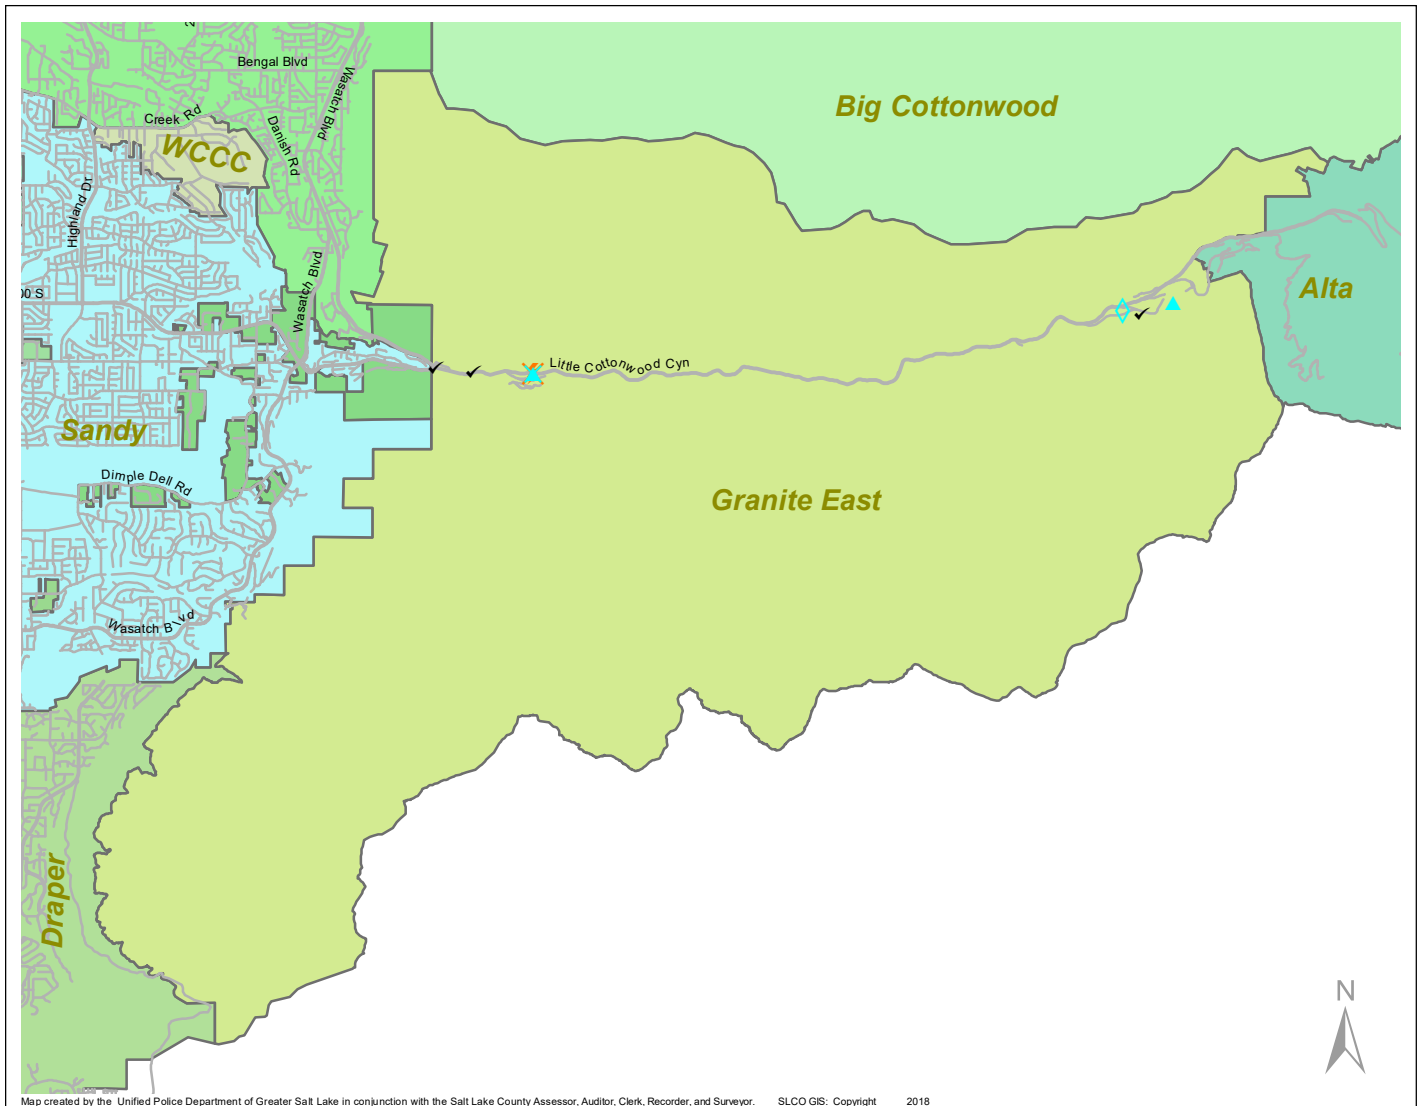 Bengal Blvd
Wasatch Blvd
Big Cottonwood
Creek Rd
Danish Rd
WCCC
Highland Dr
Wasatch Blvd
00 S
Alta
Little Cottonwood Cyn
Sandy
Dimple Dell Rd
Granite East
Wasatch Blvd
Draper
N
Map created by the Unified Police Department of Greater Salt Lake in conjunction with the Salt Lake County Assessor, Auditor, Clerk, Recorder, and Surveyor. SLCO GIS: Copyright 2018